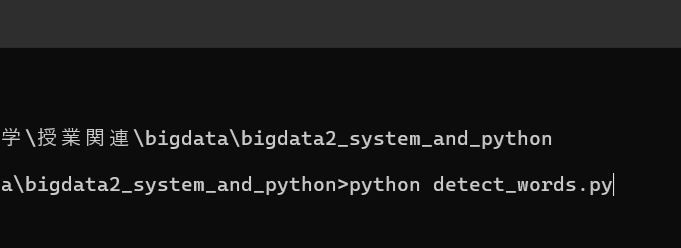 学\授業関連\bigdata\bigdata2_system_and_python
a\bigdata2_system_and_python>python detect_words.py